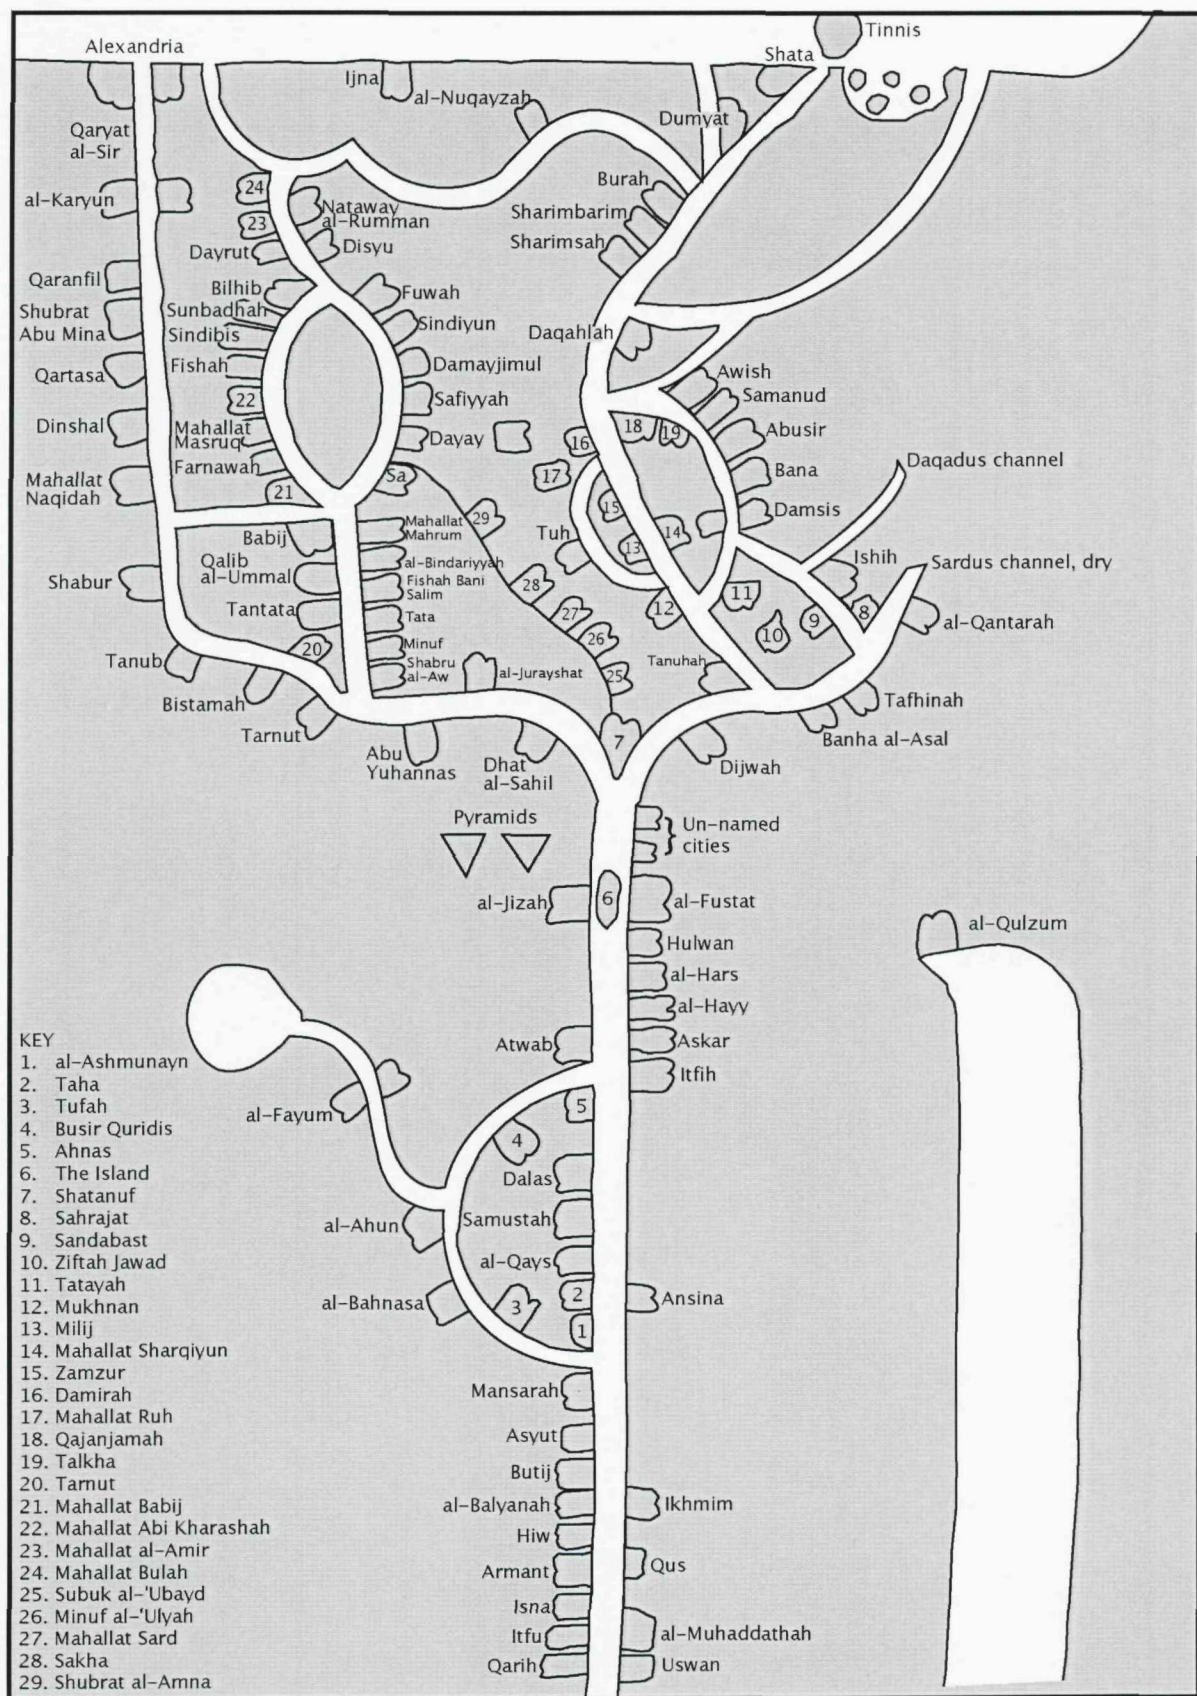 Tinnis
Alexandria
Shata
Ijna
al-Nuqayzah
Dumyat
Qaryat
al-Sir
al-Karyun
24
23
Nataway
al-Rumman
Dayrut
Disyu
Burah
Sharimbarim
Sharimsah
Qaranfil
Bilhib
Fuwah
Shubrat
Abu Mina
Sunbadhah
Sindibis
Sindiyun
Daqahlah
Qartasa
Fishah
Damayjimul
Awish
22
Safiyyah
Samanud
Dinshal
Mahallat
Masruq
Dayay
16
18
19
Abusir
Farnawah
Sa
17
Bana
Daqadus channel
Mahallat
Naqidah
21
15
Damsis
Babij
Mahallat
Mahrum
29
Tuh
13
14
Qalib
al-Ummal
al-Bindariyyah
Ishih
Sardus channel, dry
Shabur
Fishah Bani
Salim
28
11
Tantata
Tata
27
12
10
9
8
al-Qantarah
20
Minuf
26
Tanub
Shabru
al-Aw
al-Jurayshat
25
Tanuhah
Bistamah
Tafhinah
Tarnut
7
Banha al-Asal
Abu
Yuhannas
Dhat
al-Sahil
Dijwah
Pyramids
Un-named
cities
al-Jizah
6
al-Fustat
al-Qulzum
Hulwan
al-Hars
al-Hayy
Atwab
Askar
Itfih
al-Fayum
5
4
Dalas
al-Ahun
Samustah
al-Qays
al-Bahnasa
3
2
Ansina
1
Mansarah
Asyut
Butij
al-Balyanah
Ikhmim
Hiw
Armant
Qus
Isna
Itfu
al-Muhaddathah
Qarih
Uswan
KEY
1. al-Ashmunayn
2. Taha
3. Tufah
4. Busir Quridis
5. Ahnas
6. The Island
7. Shatanuf
8. Sahrajat
9. Sandabast
10. Ziftah Jawad
11. Tatayah
12. Mukhnan
13. Milij
14. Mahallat Sharqiyun
15. Zamzur
16. Damirah
17. Mahallat Ruh
18. Qajanjamah
19. Talkha
20. Tarnut
21. Mahallat Babij
22. Mahallat Abi Kharashah
23. Mahallat al-Amir
24. Mahallat Bulah
25. Subuk al-'Ubayd
26. Minuf al-'Ulyah
27. Mahallat Sard
28. Sakha
29. Shubrat al-Amna